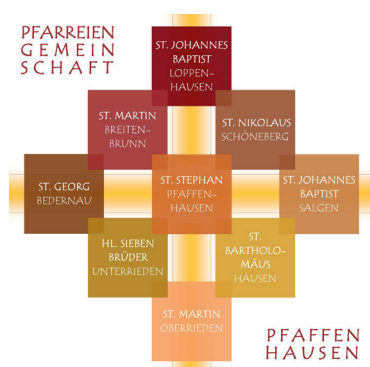 PFARREIEN
GEMEIN
SCHAFT
ST. JOHANNES
BAPTIST
LOPPEN-
HAUSEN
ST. MARTIN
BREITEN-
BRUNN
ST. NIKOLAUS
SCHÖNEBERG
ST. GEORG
BEDERNAU
ST. STEPHAN
PFAFFEN-
HAUSEN
ST. JOHANNES
BAPTIST
SALGEN
HL. SIEBEN
BRÜDER
UNTERRIEDEN
ST.
BARTHOLO-
MÄUS
HAUSEN
ST. MARTIN
OBERRIEDEN
PFAFFEN
HAUSEN